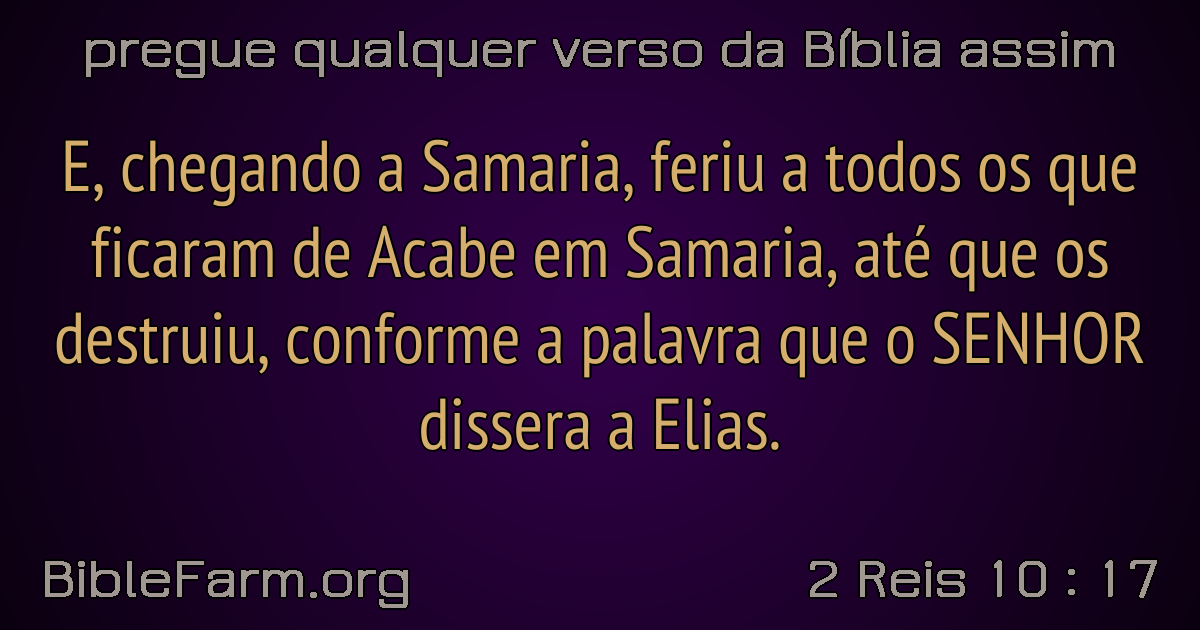 pregue qualquer verso da Bíblia assim
E, chegando a Samaria, feriu a todos os que
ficaram de Acabe em Samaria, até que os
destruiu, conforme a palavra que o SENHOR
dissera a Elias.
BibleFarm.org
2 Reis 10 : 17